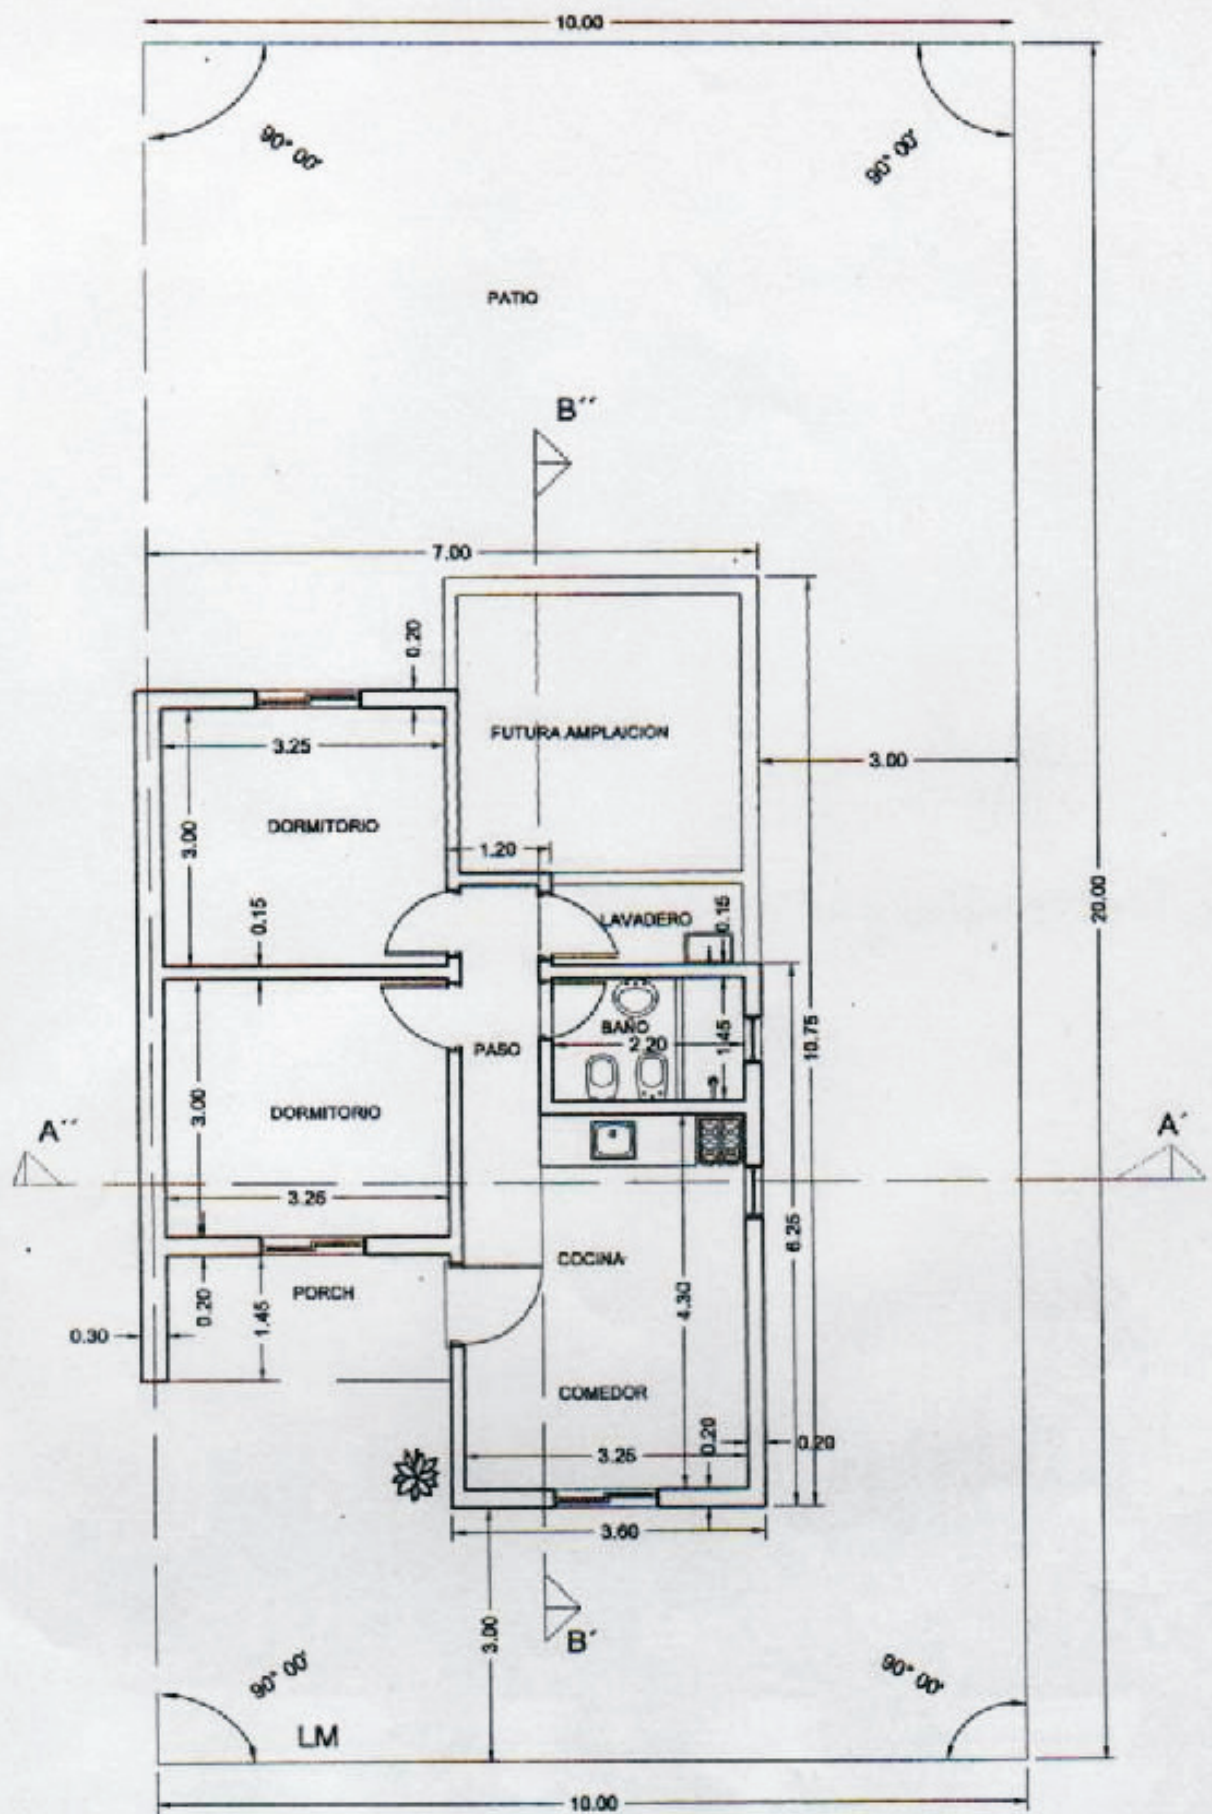 10.00
90° 00'
90° 00'
PATIO
B´´
7.00
0.20
FUTURA AMPLAICION
3.25
3.00
DORMITORIO
3.00
1.20
20.00
0.15
LAVADERO
0.15
BAÑO
2.20
1.45
10.75
PASO
3.00
DORMITORIO
A´´
A´
3.25
6.25
COCINA
4.30
PORCH
0.20
1.45
0.30
COMEDOR
0.20
0.20
3.25
3.60
3.00
B´
90° 00'
90° 00'
LM
10.00